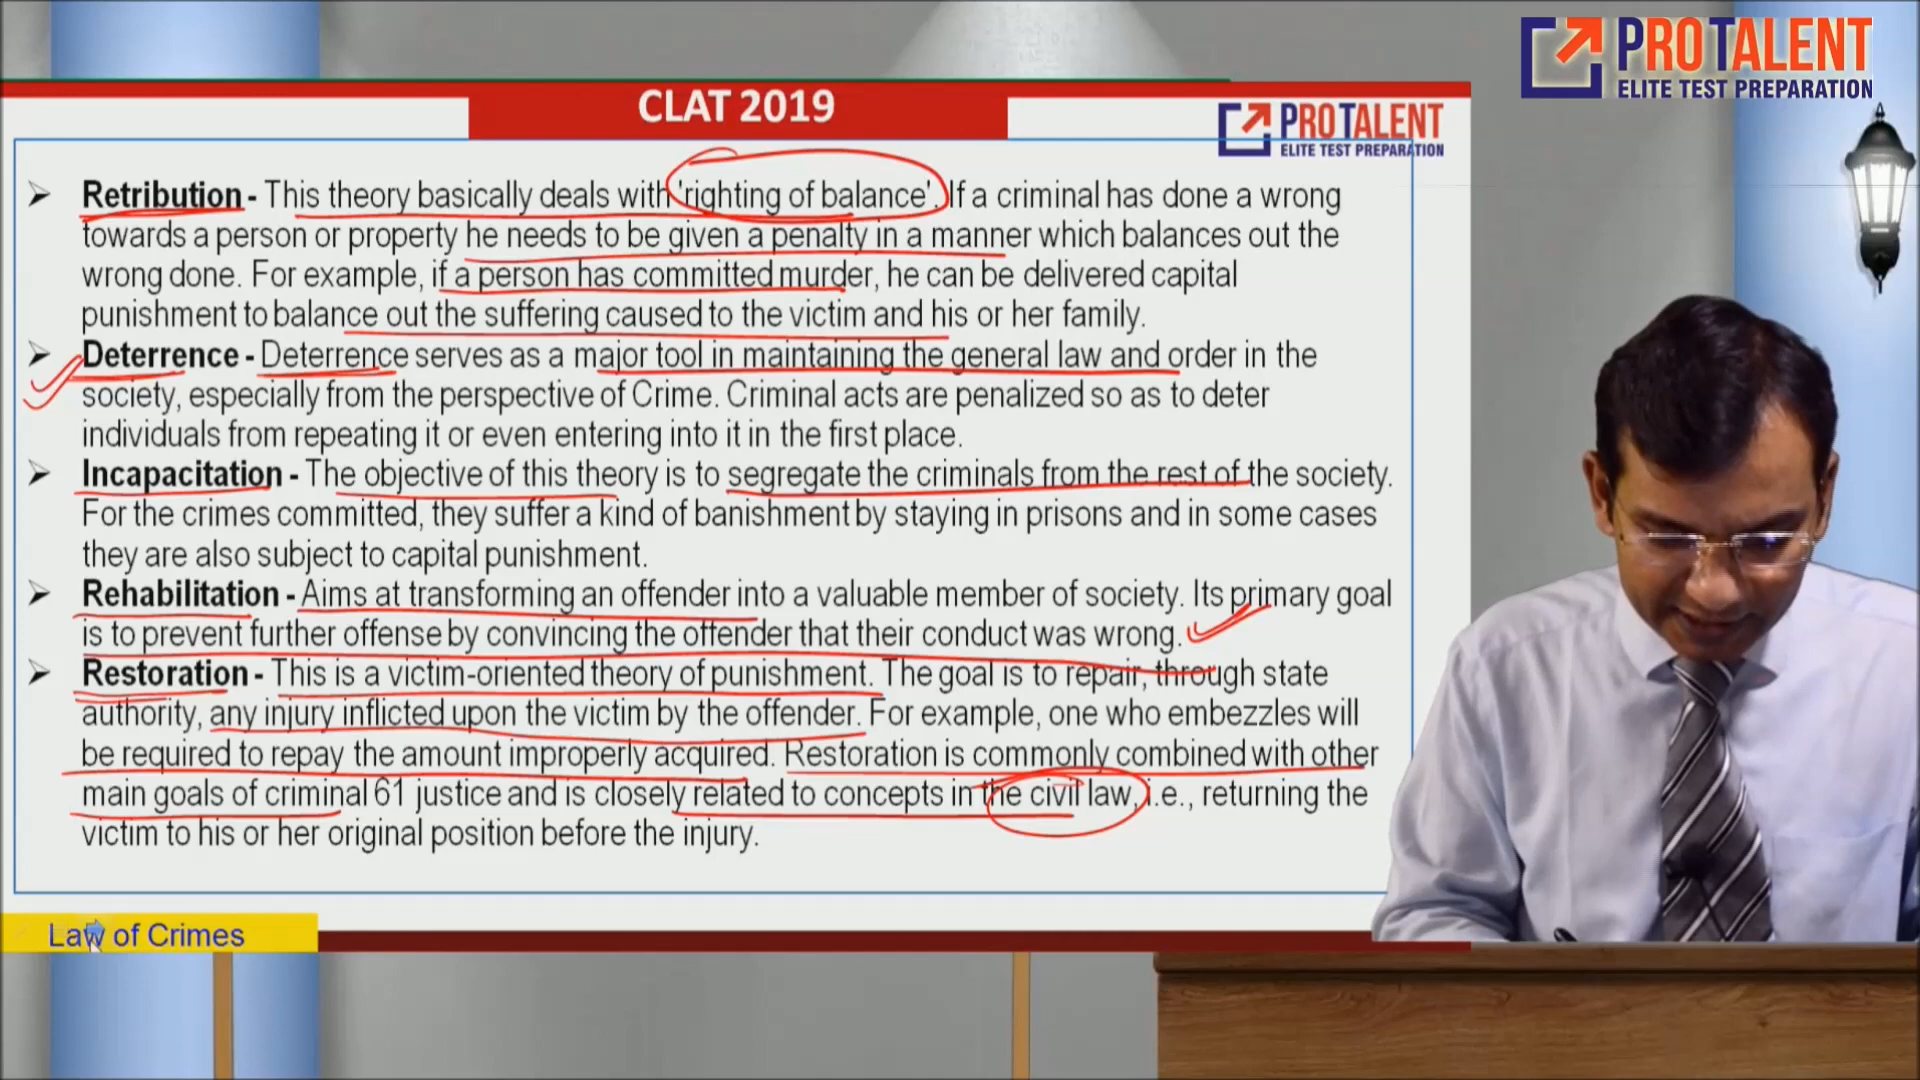 PROTALENT
ELITE TEST PREPARATION
CLAT 2019
PROTALENT
ELITE TEST PREPARATION
➢ Retribution - This theory basically deals with 'righting of balance'. If a criminal has done a wrong
towards a person or property he needs to be given a penalty in a manner which balances out the
wrong done. For example, if a person has committed murder, he can be delivered capital
punishment to balance out the suffering caused to the victim and his or her family.
➢ Deterrence - Deterrence serves as a major tool in maintaining the general law and order in the
society, especially from the perspective of Crime. Criminal acts are penalized so as to deter
individuals from repeating it or even entering into it in the first place.
➢ Incapacitation - The objective of this theory is to segregate the criminals from the rest of the society.
For the crimes committed, they suffer a kind of banishment by staying in prisons and in some cases
they are also subject to capital punishment.
➢ Rehabilitation - Aims at transforming an offender into a valuable member of society. Its primary goal
is to prevent further offense by convincing the offender that their conduct was wrong.
➢ Restoration - This is a victim-oriented theory of punishment. The goal is to repair, through state
authority, any injury inflicted upon the victim by the offender. For example, one who embezzles will
be required to repay the amount improperly acquired. Restoration is commonly combined with other
main goals of criminal 61 justice and is closely related to concepts in the civil law, i.e., returning the
victim to his or her original position before the injury.
Law of Crimes